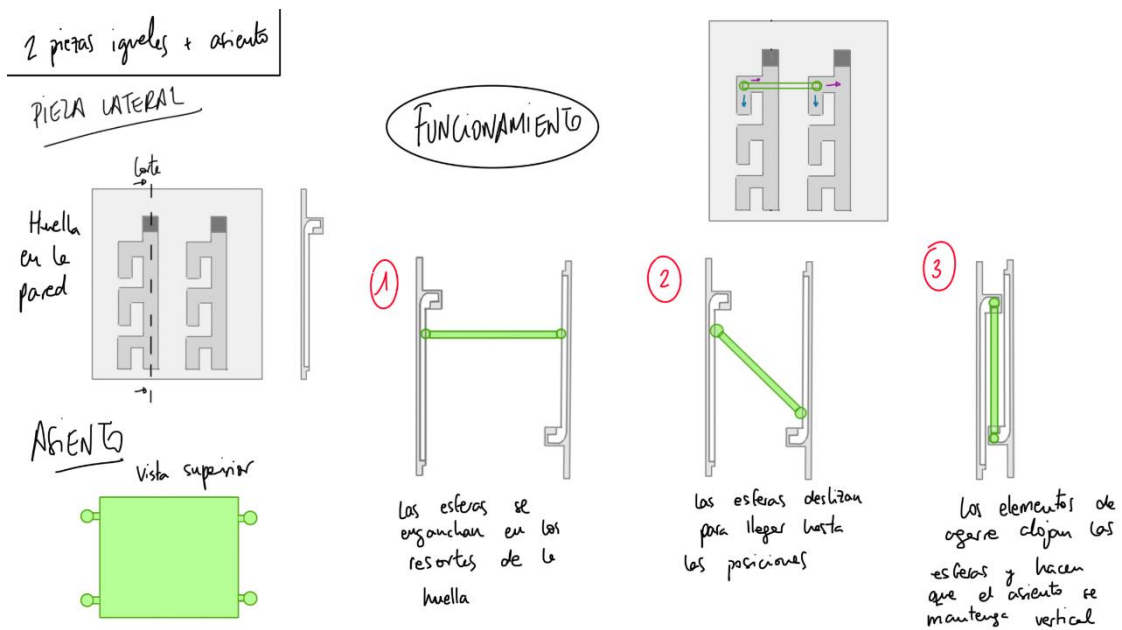 2 piezas iguales + asiento
PIEZA LATERAL
Corte
Huella
en la
pared
ASIENTO
vista superior
FUNCIONAMIENTO
1
Las esferas se
enganchan en los
resortes de la
huella
2
Las esferas deslizan
para llegar hasta
las posiciones
3
Los elementos de
agarre alojan las
esferas y hacen
que el asiento se
mantenga vertical